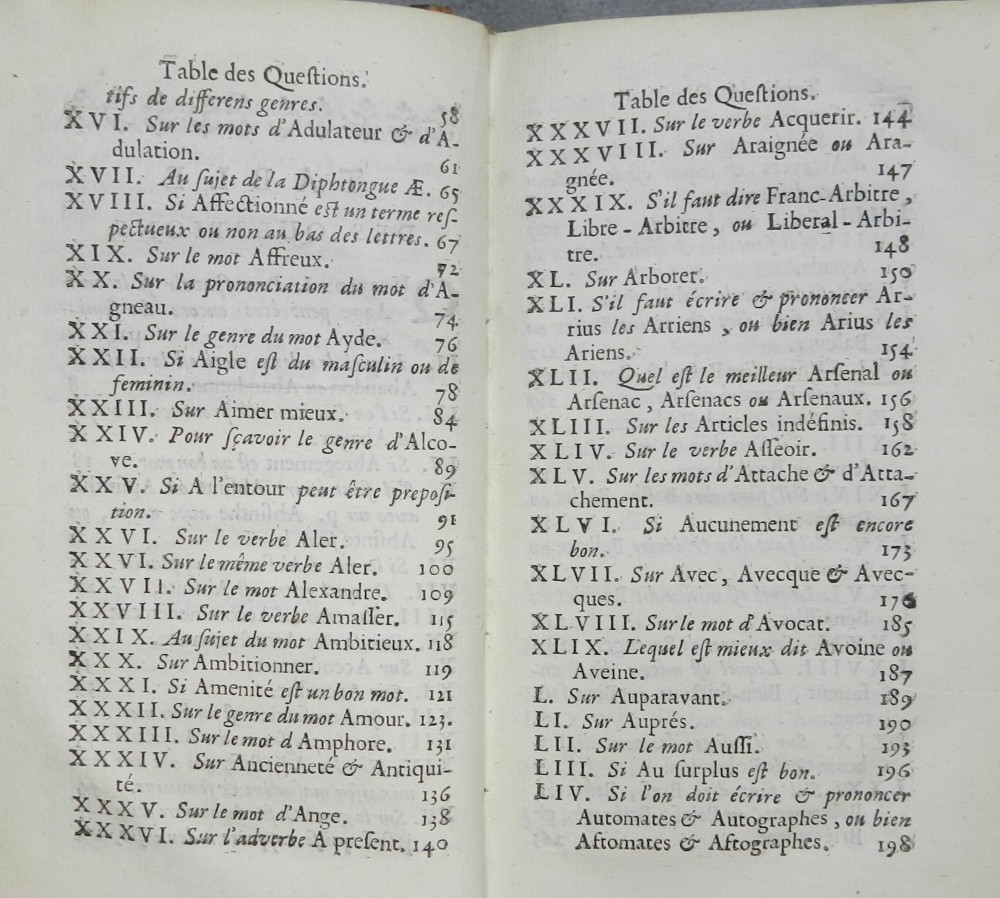 Table des Queſtions.
tifs de differens genres. 58
XVI. Sur les mots d'Adulateur & d'A-
dulation. 61
XVII. Au ſujet de la Diphtongue Æ. 65
XVIII. Si Affectionné eſt un terme reſ-
pectueux ou non au bas des lettres. 67
XIX. Sur le mot Affreux. 72
XX. Sur la prononciation du mot d'A-
gneau. 74
XXI. Sur le genre du mot Ayde. 76
XXII. Si Aigle eſt du maſculin ou de
feminin. 78
XXIII. Sur Aimer mieux. 84
XXIV. Pour ſçavoir le genre d'Alco-
ve. 89
XXV. Si A l'entour peut être prepoſi-
tion. 91
XXVI. Sur le verbe Aler. 95
XXVI. Sur le même verbe Aler. 100
XXVII. Sur le mot Alexandre. 109
XXVIII. Sur le verbe Amaſſer. 115
XXIX. Au ſujet du mot Ambitieux. 118
XXX. Sur Ambitionner. 119
XXXI. Si Amenité eſt un bon mot. 121
XXXII. Sur le genre du mot Amour. 123.
XXXIII. Sur le mot d Amphore. 131
XXXIV. Sur Ancienneté & Antiqui-
té. 136
XXXV. Sur le mot d'Ange. 138
XXXVI. Sur l'adverbe A preſent. 140
Table des Queſtions.
XXXVII. Sur le verbe Acquerir. 144
XXXVIII. Sur Araignée ou Ara-
gnée. 147
XXXIX. S'il faut dire Franc-Arbitre,
Libre-Arbitre, ou Liberal-Arbi-
tre. 148
XL. Sur Arborer. 150
XLI. S'il faut écrire & prononcer Ar-
rius les Arriens, ou bien Arius les
Ariens. 154
XLII. Quel eſt le meilleur Arſenal ou
Arſenac, Arſenacs ou Arſenaux. 156
XLIII. Sur les Articles indéfinis. 158
XLIV. Sur le verbe Aſſeoir. 162
XLV. Sur les mots d'Attache & d'Atta-
chement. 167
XLVI. Si Aucunement eſt encore
bon. 173
XLVII. Sur Avec, Avecque & Avec-
ques. 176
XLVIII. Sur le mot d'Avocat. 185
XLIX. Lequel eſt mieux dit Avoine ou
Aveine. 187
L. Sur Auparavant. 189
LI. Sur Auprés. 190
LII. Sur le mot Auſſi. 193
LIII. Si Au ſurplus eſt bon. 196
LIV. Si l'on doit écrire & prononcer
Automates & Autographes, ou bien
Aftomates & Aftographes. 198